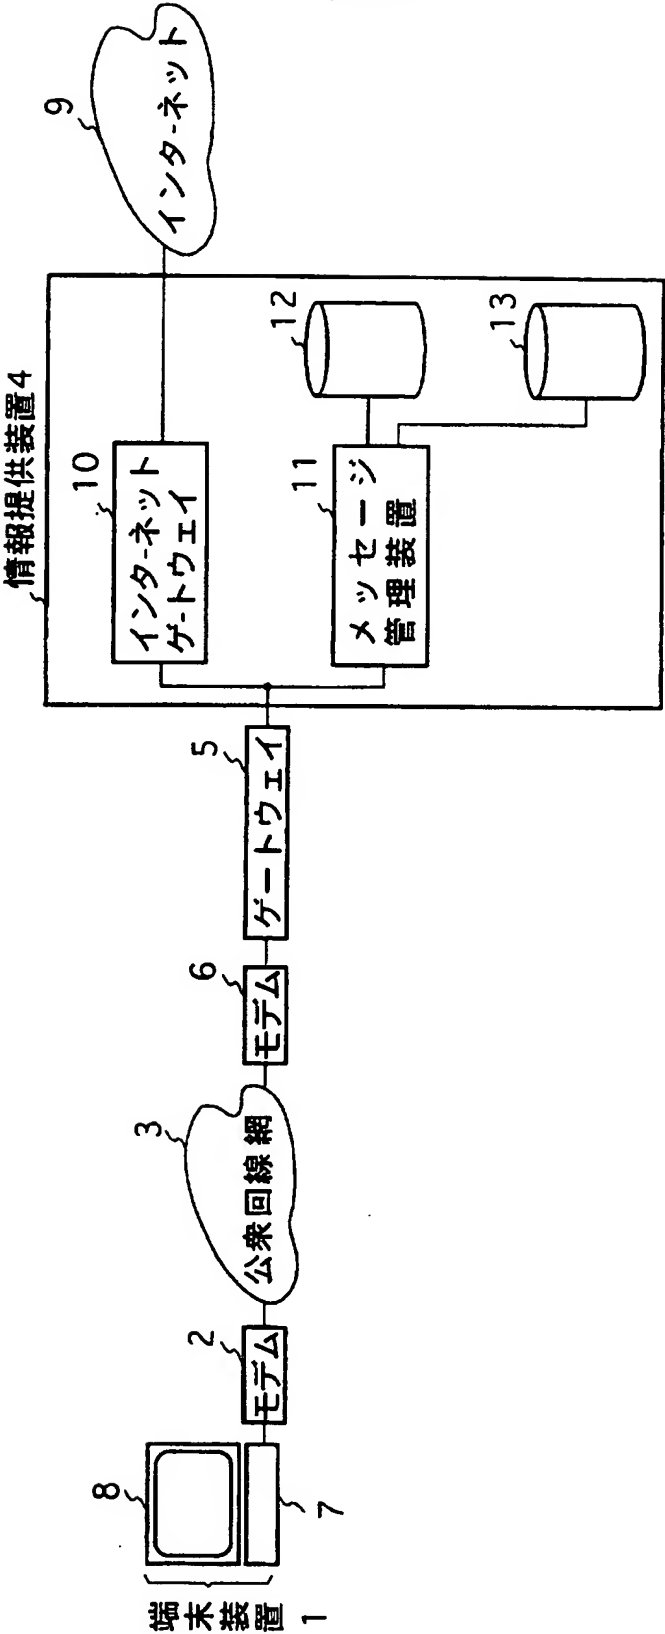 端末装置 1
8
7
2
モデム
3
公衆回線網
6
モデム
5
ゲートウェイ
情報提供装置4
10
インターネット
ゲートウェイ
11
メッセージ
管理装置
12
13
9
インターネット